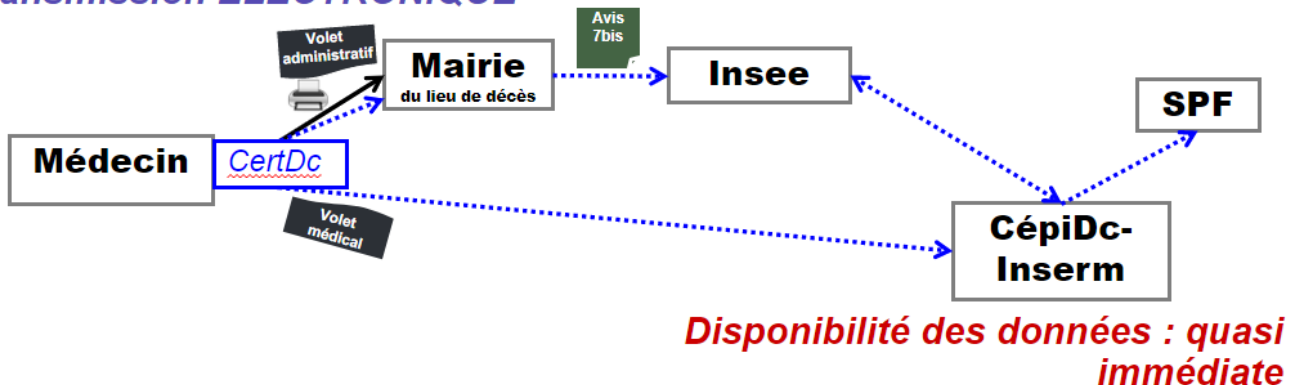 ÉLECTRONIQUE
Volet
administratif
Avis
7bis
Mairie
du lieu de décès
Insee
SPF
Médecin
CertDc
Volet
médical
CépiDc-
Inserm
Disponibilité des données : quasi
immédiate